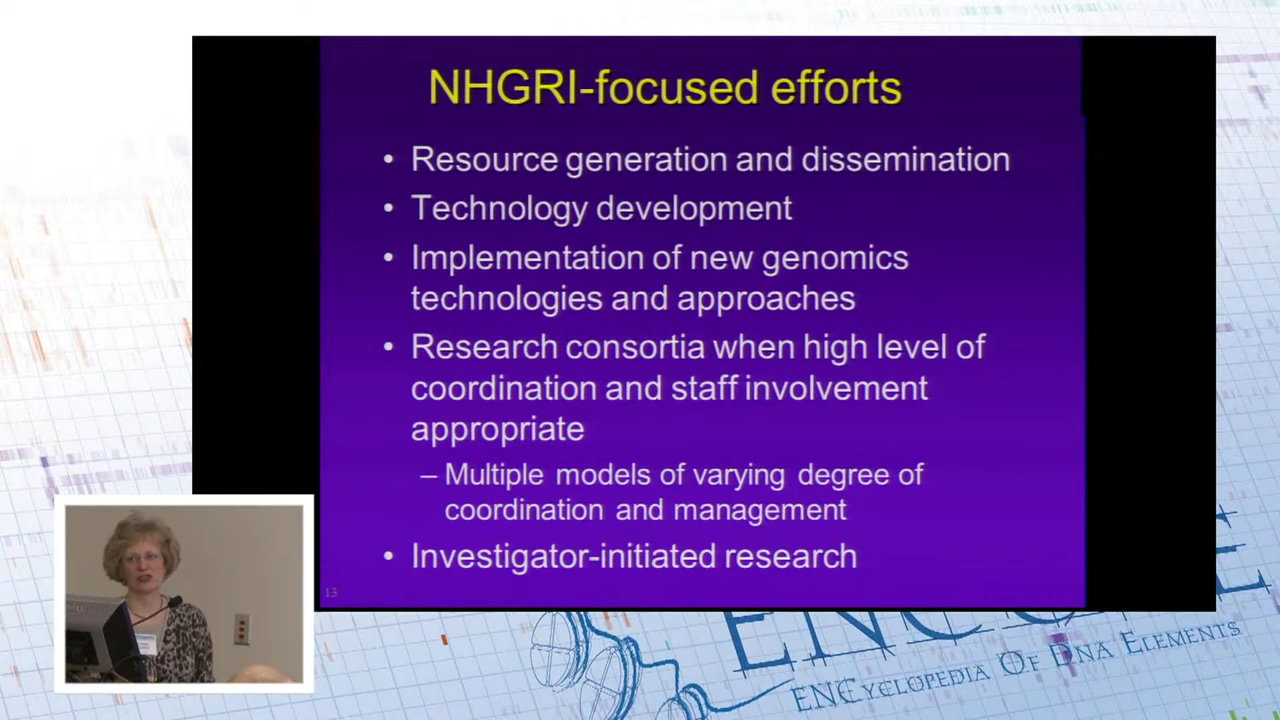 NHGRI-focused efforts
• Resource generation and dissemination
• Technology development
• Implementation of new genomics
technologies and approaches
• Research consortia when high level of
coordination and staff involvement
appropriate
– Multiple models of varying degree of
coordination and management
• Investigator-initiated research
13
ENCYCLOPEDIA OF DNA ELEMENTS